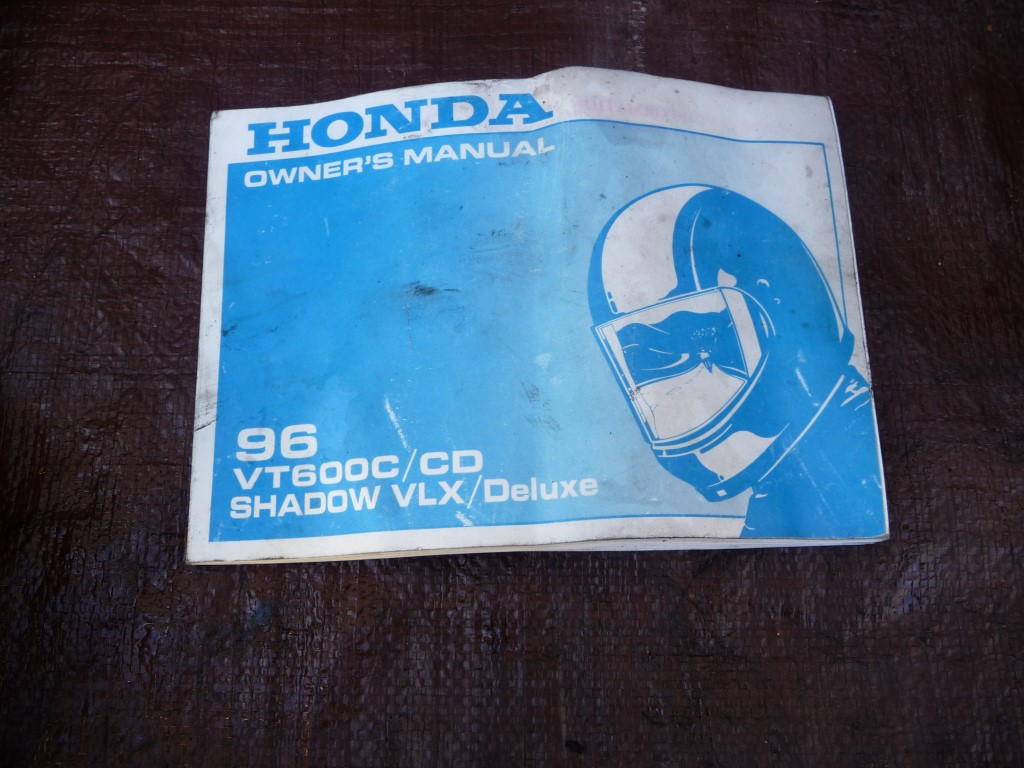 HONDA
OWNER'S MANUAL
96
VT600C/CD
SHADOW VLX/Deluxe